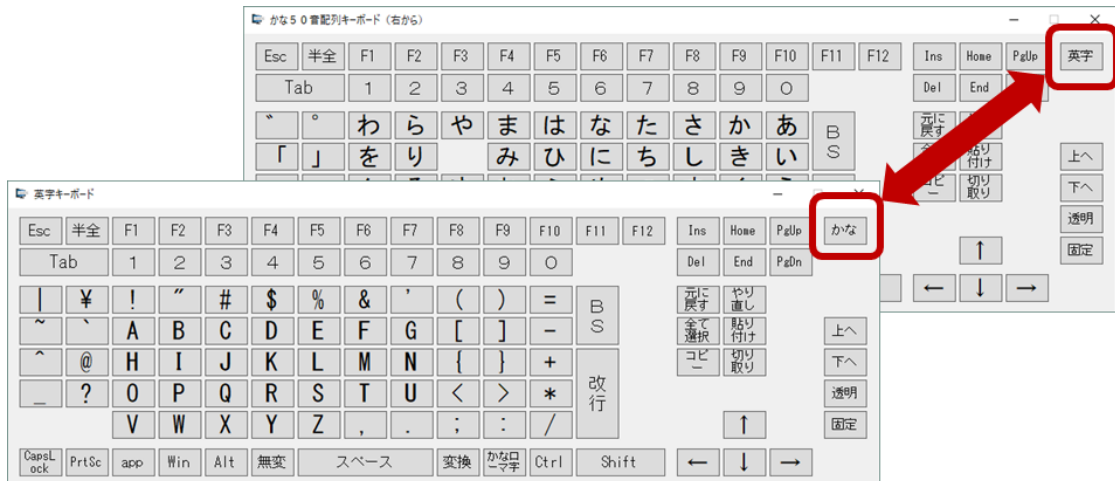 かな５０音配列キーボード（右から）
Esc 半全 F1 F2 F3 F4 F5 F6 F7 F8 F9 F10 F11 F12 Ins Home PgUp 英字
Tab 1 2 3 4 5 6 7 8 9 0 Del End
゛ ゜ わ ら や ま は な た さ か あ BS 元に戻す
「 」 を り み ひ に ち し き い 貼り付け 上へ
コピー 切り取り 下へ
透明
↑ 固定
← ↓ →
英字キーボード
Esc 半全 F1 F2 F3 F4 F5 F6 F7 F8 F9 F10 F11 F12 Ins Home PgUp かな
Tab 1 2 3 4 5 6 7 8 9 0 Del End PgDn
| ¥ ! ″ # $ % & ' ( ) = BS 元に戻す やり直し
~ ` A B C D E F G [ ] - 全て選択 貼り付け 上へ
^ @ H I J K L M N { } + 改行 コピー 切り取り 下へ
_ ? O P Q R S T U < > * 透明
V W X Y Z , . ; : / ↑ 固定
CapsLock PrtSc app Win Alt 無変 スペース 変換 かなローマ字 Ctrl Shift ← ↓ →